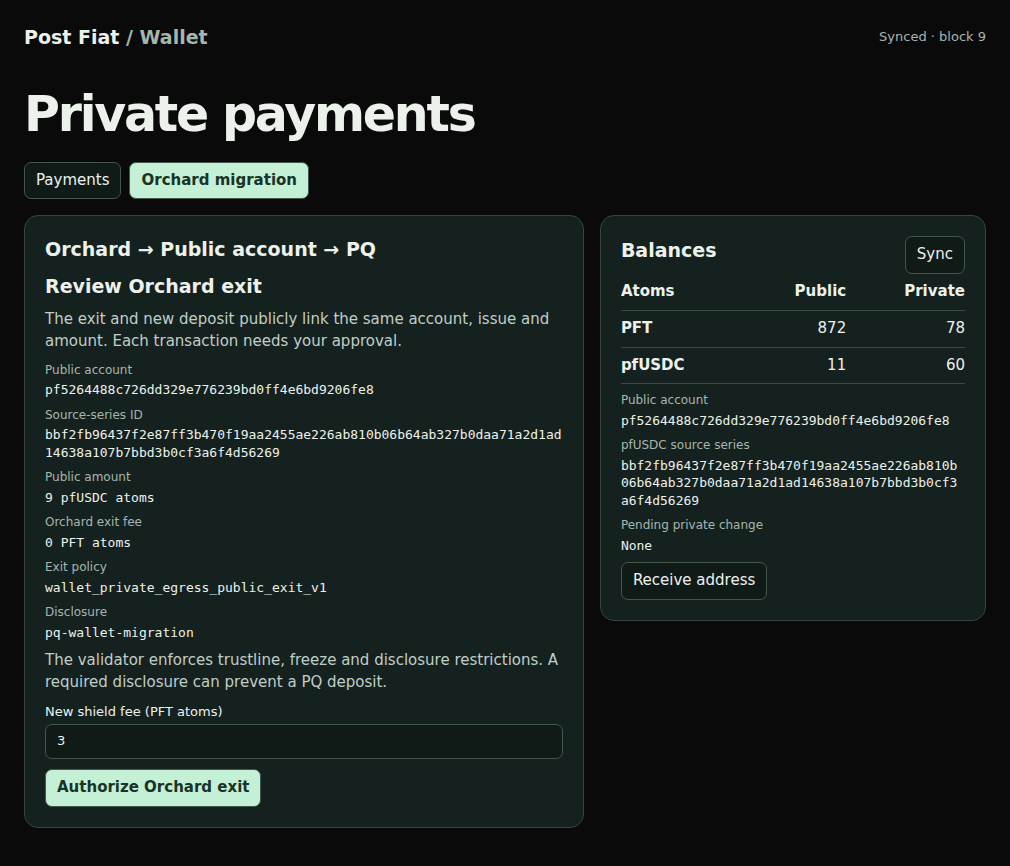 Post Fiat / Wallet
Synced · block 9
Private payments
Payments
Orchard migration
Orchard → Public account → PQ
Review Orchard exit
The exit and new deposit publicly link the same account, issue and
amount. Each transaction needs your approval.
Public account
pf5264488c726dd329e776239bd0ff4e6bd9206fe8
Source-series ID
bbf2fb96437f2e87ff3b470f19aa2455ae226ab810b06b64ab327b0daa71a2d1ad
14638a107b7bbd3b0cf3a6f4d56269
Public amount
9 pfUSDC atoms
Orchard exit fee
0 PFT atoms
Exit policy
wallet_private_egress_public_exit_v1
Disclosure
pq-wallet-migration
The validator enforces trustline, freeze and disclosure restrictions. A
required disclosure can prevent a PQ deposit.
New shield fee (PFT atoms)
3
Authorize Orchard exit
Balances
Sync
Atoms Public Private
PFT 872 78
pfUSDC 11 60
Public account
pf5264488c726dd329e776239bd0ff4e6bd9206fe8
pfUSDC source series
bbf2fb96437f2e87ff3b470f19aa2455ae226ab810b
06b64ab327b0daa71a2d1ad14638a107b7bbd3b0cf3
a6f4d56269
Pending private change
None
Receive address